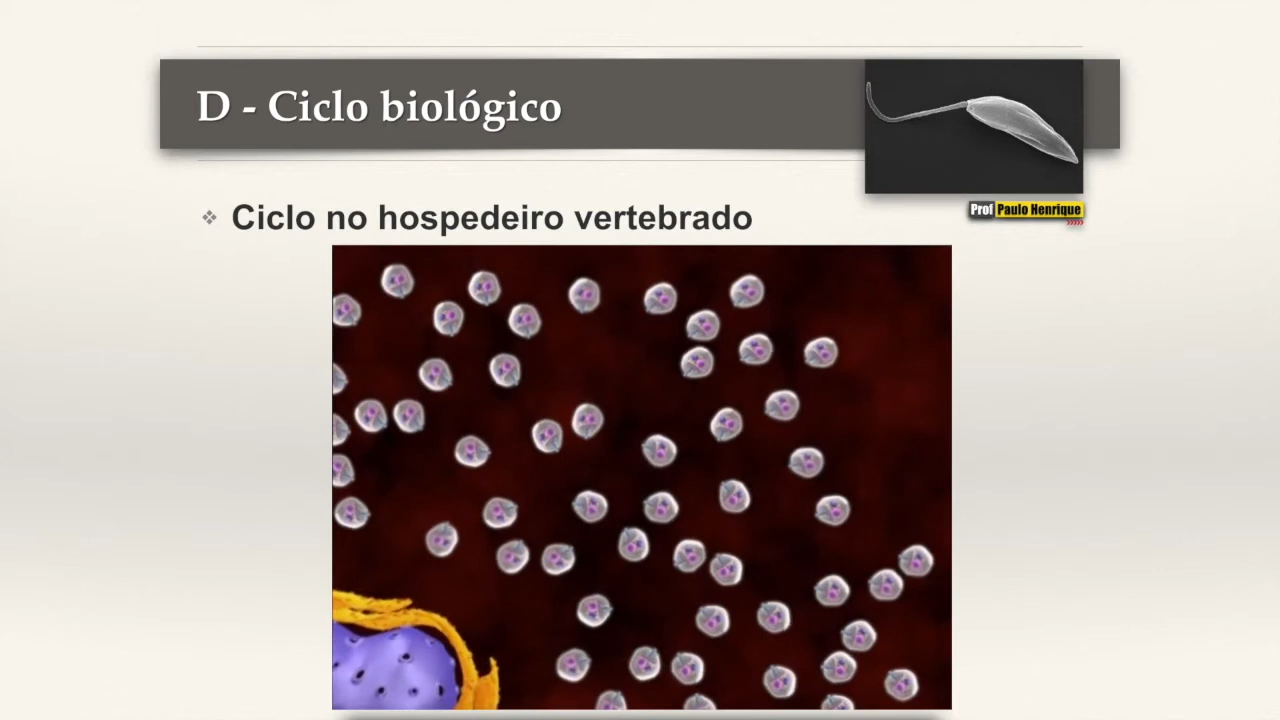 D - Ciclo biológico
Prof Paulo Henrique
Ciclo no hospedeiro vertebrado